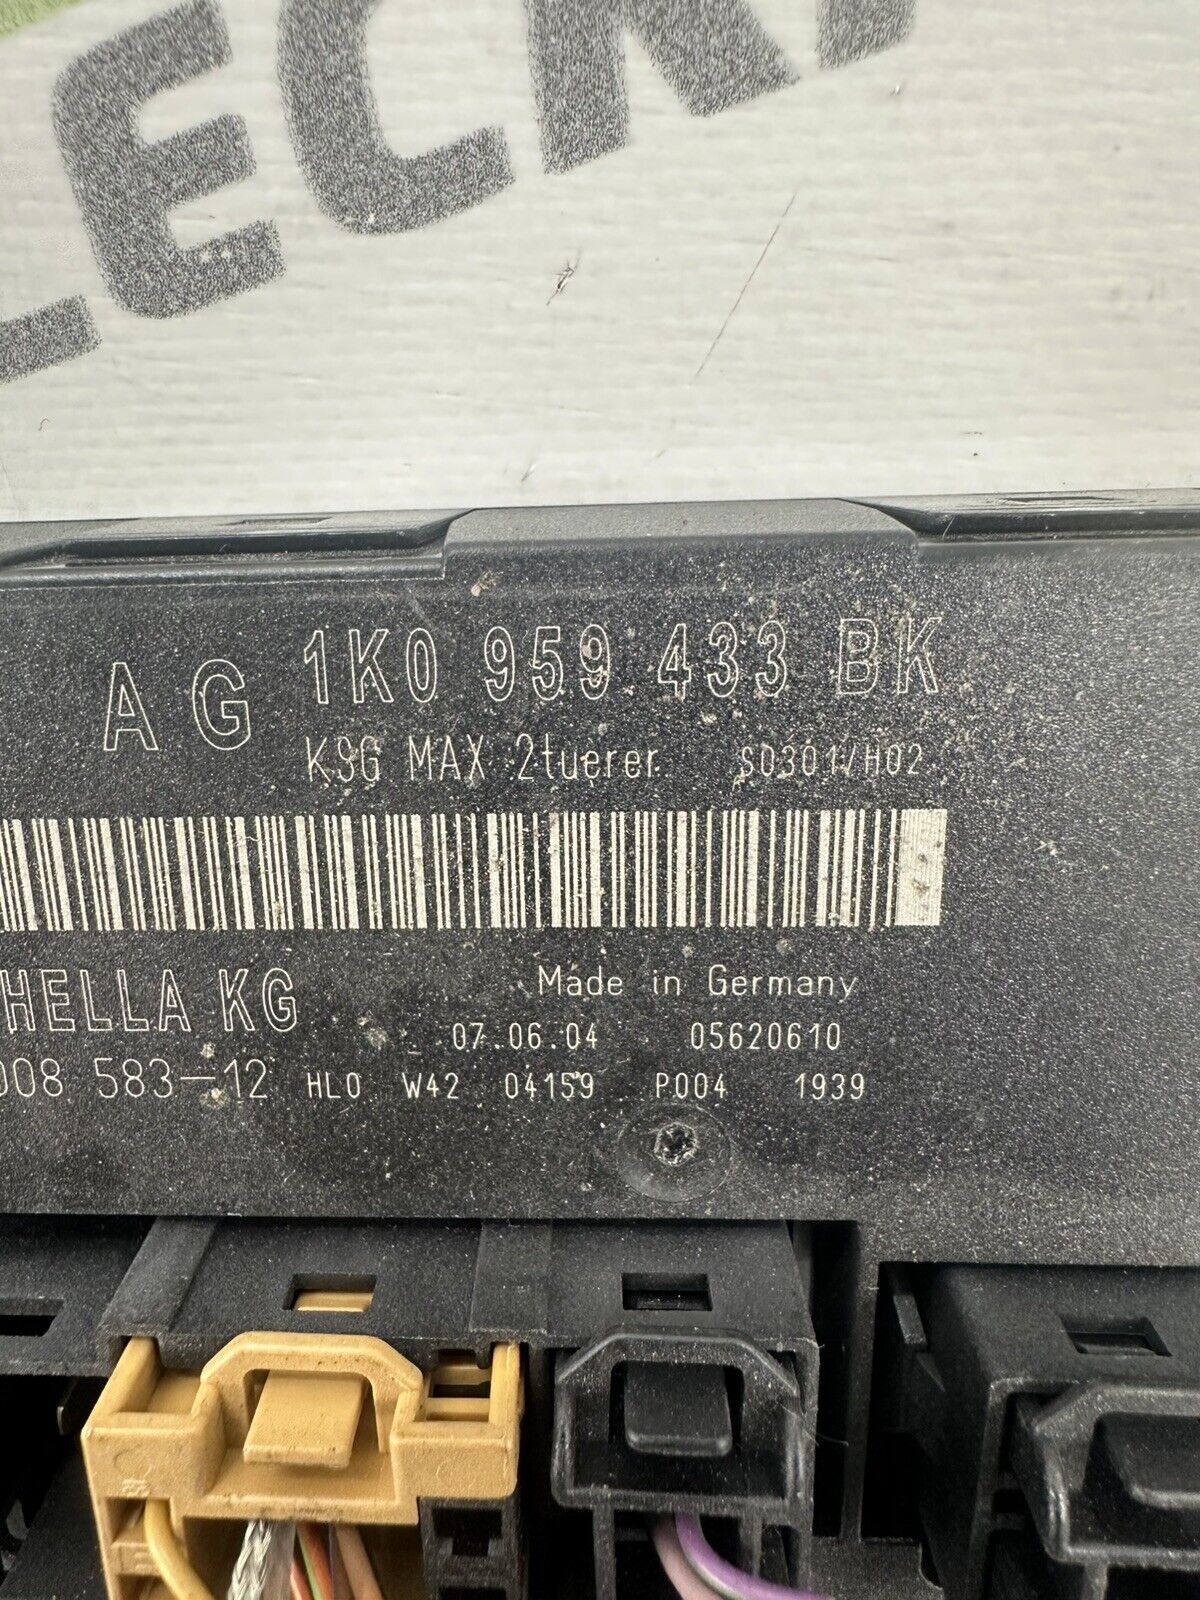 AG 1K0 959 433 BK
KSG MAX 2tuerer S0301/H02
HELLA KG Made in Germany
07.06.04 05620610
008 583-12 HLO W42 04159 P004 1939